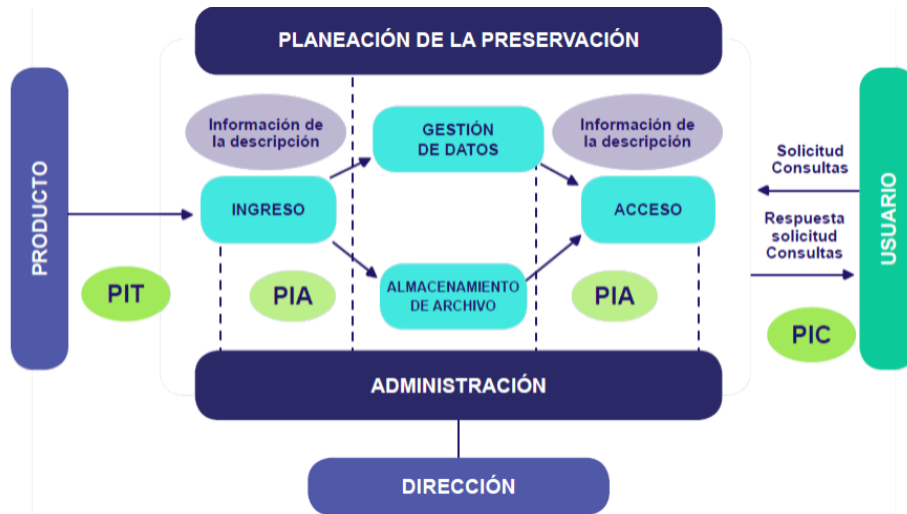 PLANEACIÓN DE LA PRESERVACIÓN
PRODUCTO
Información de
la descripción
GESTIÓN
DE DATOS
Información de
la descripción
Solicitud
Consultas
USUARIO
INGRESO
ACCESO
Respuesta
solicitud
Consultas
PIT
PIA
ALMACENAMIENTO
DE ARCHIVO
PIA
PIC
ADMINISTRACIÓN
DIRECCIÓN